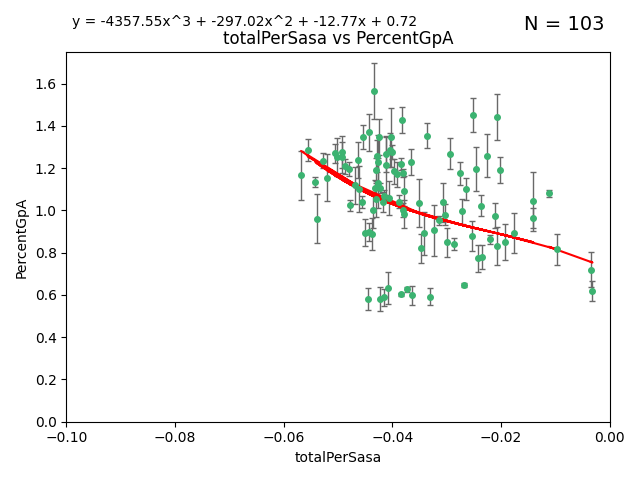 y = -4357.55x^3 + -297.02x^2 + -12.77x + 0.72
N = 103
totalPerSasa vs PercentGpA
PercentGpA
1.6
1.4
1.2
1.0
0.8
0.6
0.4
0.2
0.0
−0.10 −0.08 −0.06 −0.04 −0.02 0.00
totalPerSasa